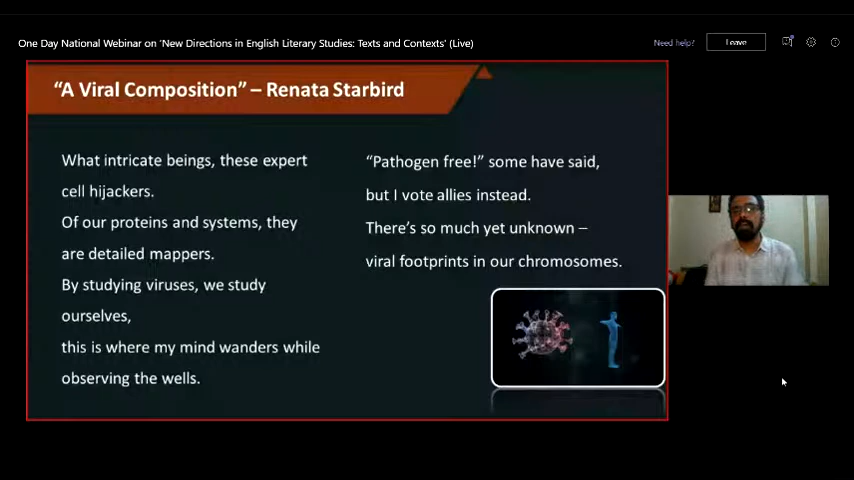 One Day National Webinar on 'New Directions in English Literary Studies: Texts and Contexts' (Live)
Need help?
Leave
“A Viral Composition” – Renata Starbird
What intricate beings, these expert
cell hijackers.
Of our proteins and systems, they
are detailed mappers.
By studying viruses, we study
ourselves,
this is where my mind wanders while
observing the wells.
“Pathogen free!” some have said,
but I vote allies instead.
There’s so much yet unknown –
viral footprints in our chromosomes.